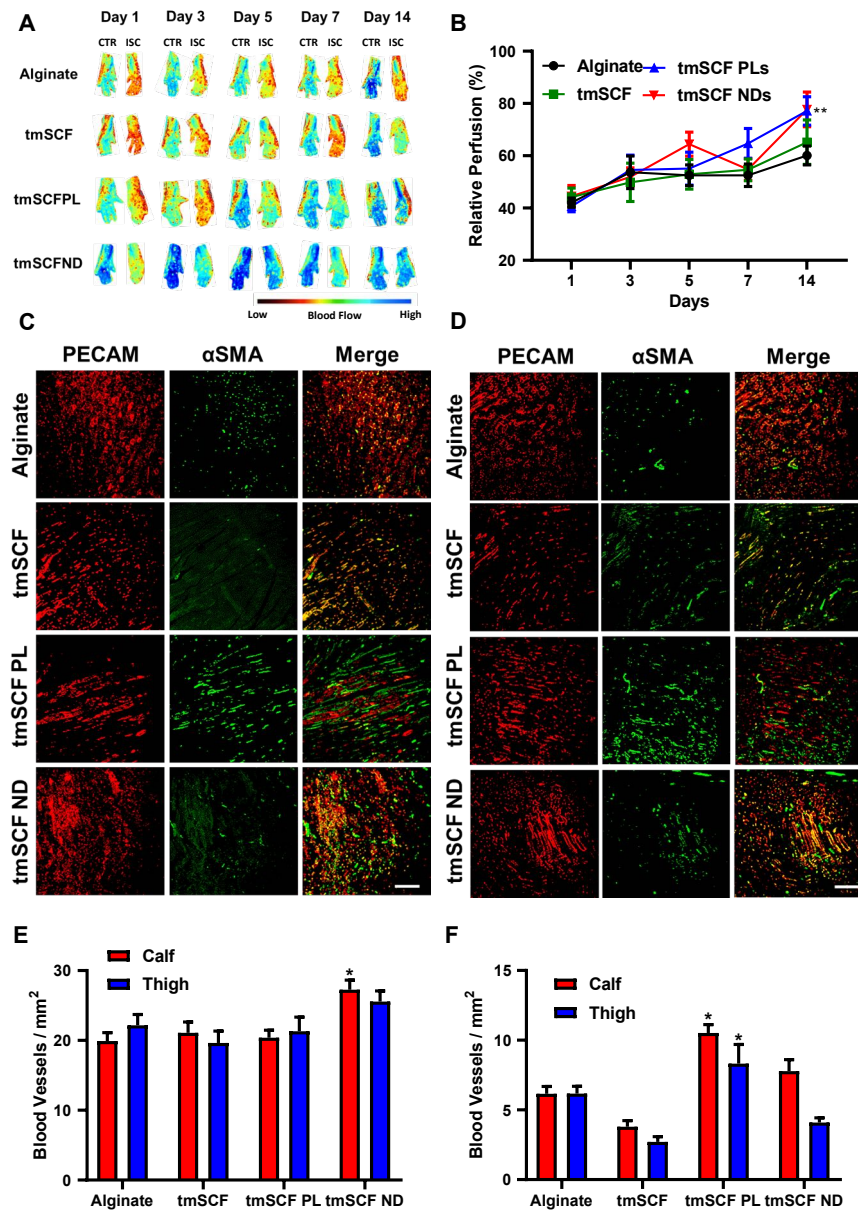 A
Day 1 Day 3 Day 5 Day 7 Day 14
CTR ISC CTR ISC CTR ISC CTR ISC CTR ISC
Alginate
tmSCF
tmSCFPL
tmSCFND
Low Blood Flow High
B
Relative Perfusion (%)
100
80
60
40
20
Alginate tmSCF PLs
tmSCF tmSCF NDs
**
1 3 5 7 14
Days
C
PECAM αSMA Merge
Alginate
tmSCF
tmSCF PL
tmSCF ND
D
PECAM αSMA Merge
Alginate
tmSCF
tmSCF PL
tmSCF ND
E
Calf
Thigh
Blood Vessels / mm²
30
20
10
0
*
Alginate tmSCF tmSCF PL tmSCF ND
F
Calf
Thigh
Blood Vessels / mm²
15
10
5
0
* *
Alginate tmSCF tmSCF PL tmSCF ND